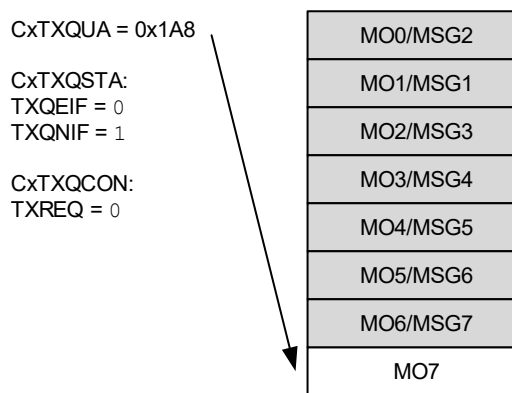 CxTXQUA = 0x1A8
CxTXQSTA:
TXQEIF = 0
TXQNIF = 1
CxTXQCON:
TXREQ = 0
MO0/MSG2
MO1/MSG1
MO2/MSG3
MO3/MSG4
MO4/MSG5
MO5/MSG6
MO6/MSG7
MO7